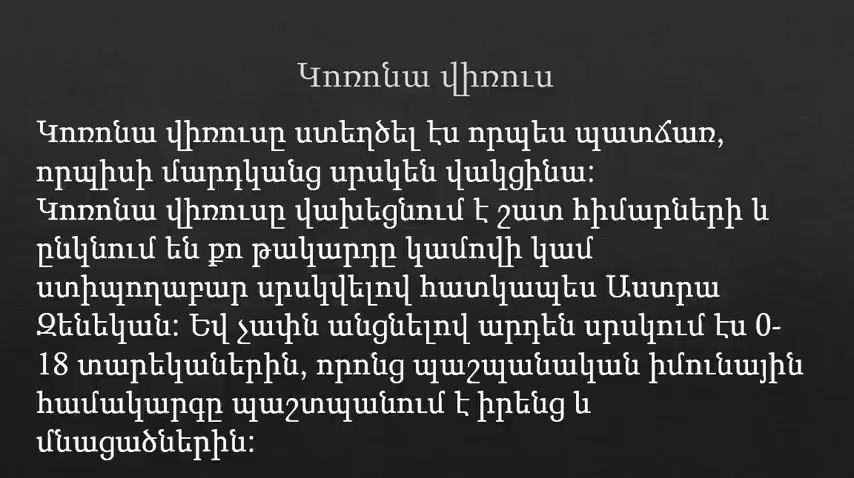 Կոռոնա վիռուս
Կոռոնա վիռուսը ստեղծել էս որպես պատճառ,
որպիսի մարդկանց սրսկեն վակցինա:
Կոռոնա վիռուսը վախեցնում է շատ հիմարների և
ընկնում են քո թակարդը կամովի կամ
ստիպողաբար սրսկվելով հատկապես Աստրա
Զենեկան: Եվ չափն անցնելով արդեն սրսկում էս 0-
18 տարեկաներին, որոնց պաշպանական իմունային
համակարգը պաշտպանում է իրենց և
մնացածներին: